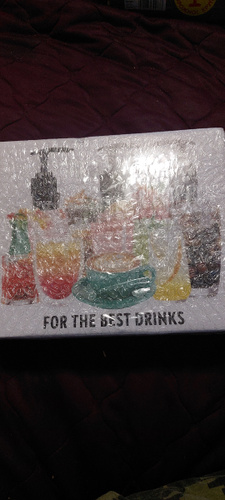 FOR THE BEST DRINKS